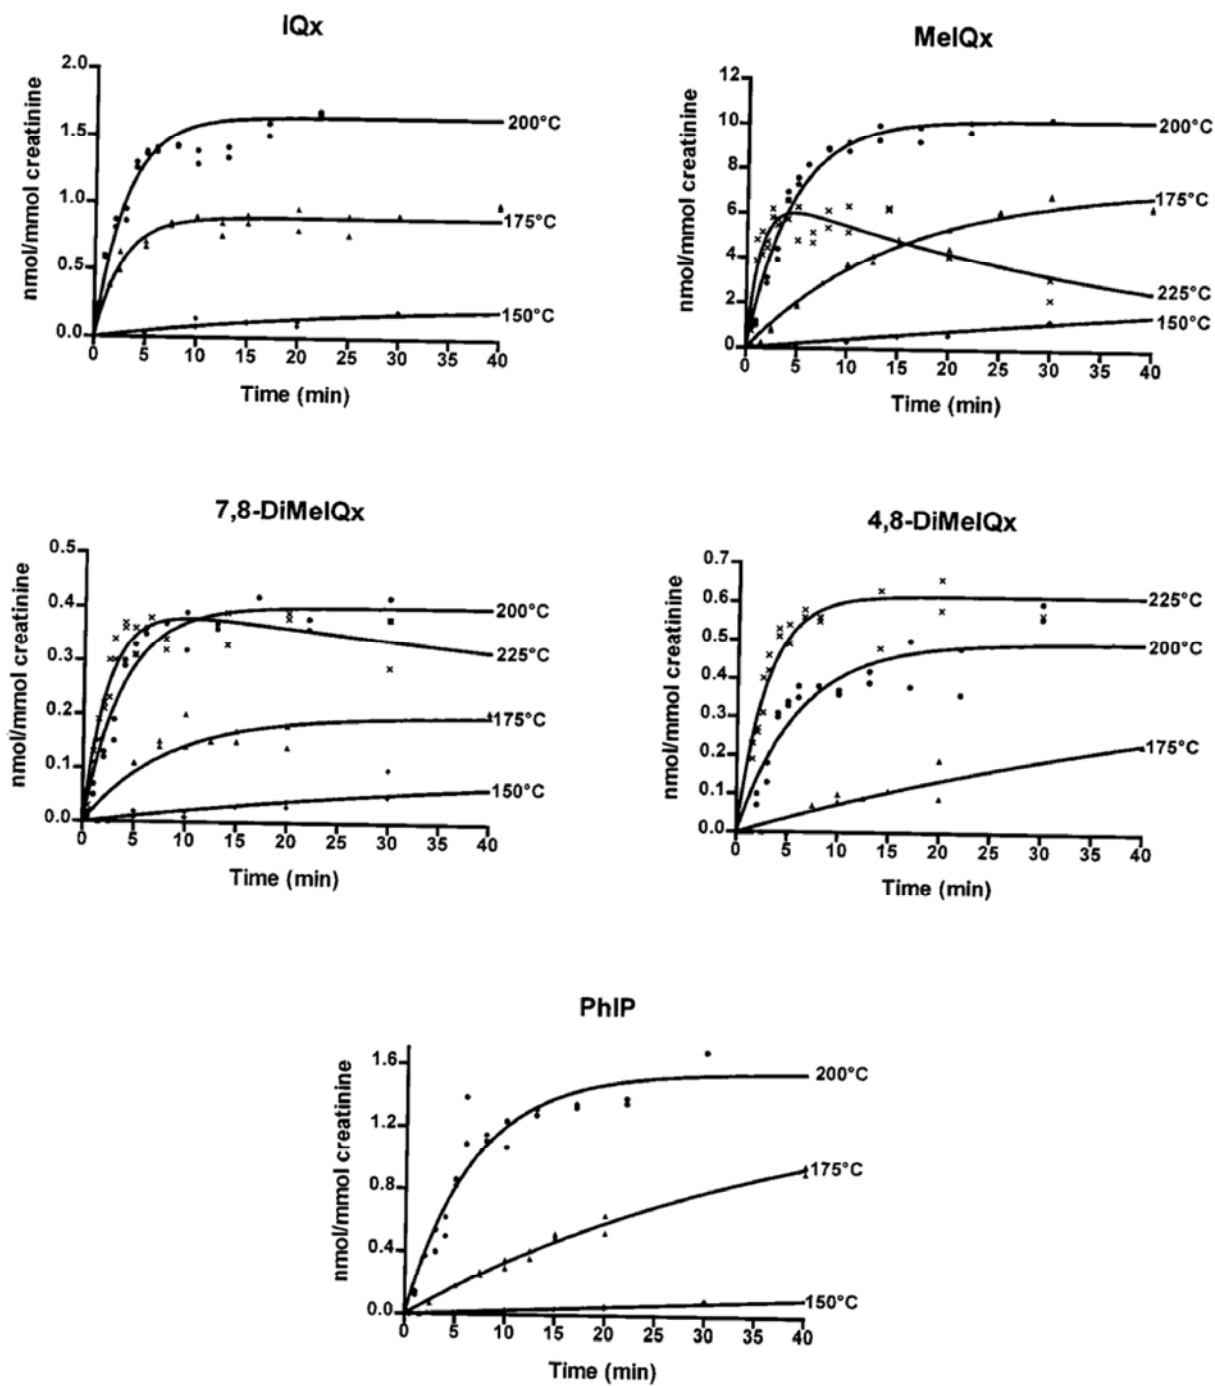 IQx
nmol/mmol creatinine
2.0
1.5
1.0
0.5
0.0
200°C
175°C
150°C
0 5 10 15 20 25 30 35 40
Time (min)
MeIQx
nmol/mmol creatinine
12
10
8
6
4
2
0
200°C
175°C
225°C
150°C
0 5 10 15 20 25 30 35 40
Time (min)
7,8-DiMeIQx
nmol/mmol creatinine
0.5
0.4
0.3
0.2
0.1
0.0
200°C
225°C
175°C
150°C
0 5 10 15 20 25 30 35 40
Time (min)
4,8-DiMeIQx
nmol/mmol creatinine
0.7
0.6
0.5
0.4
0.3
0.2
0.1
0.0
225°C
200°C
175°C
0 5 10 15 20 25 30 35 40
Time (min)
PhIP
nmol/mmol creatinine
1.6
1.2
0.8
0.4
0.0
200°C
175°C
150°C
0 5 10 15 20 25 30 35 40
Time (min)